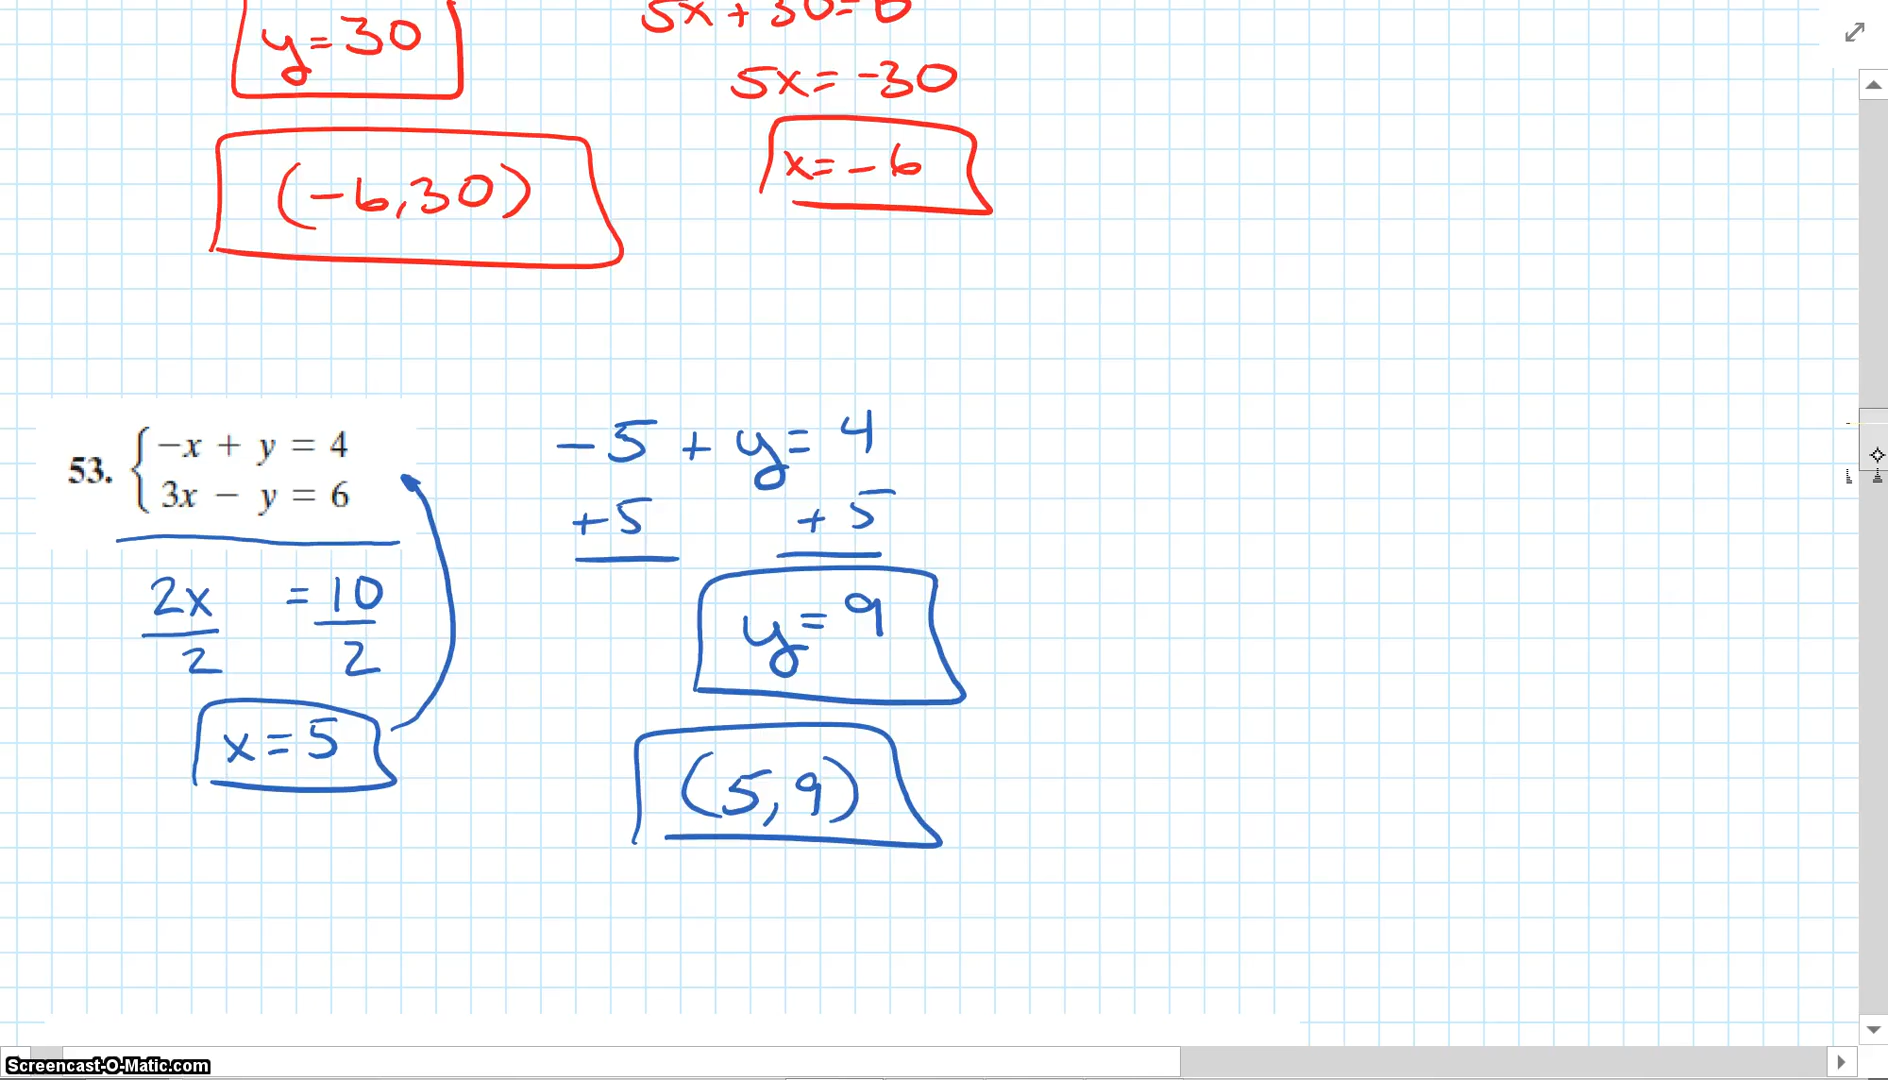 y=30
5x+30=0
5x=-30
x=-6
(-6,30)
53. { -x + y = 4
3x - y = 6
2x = 10
2 2
x=5
-5 + y= 4
+5 +5
y=9
(5,9)
Screencast-O-Matic.com